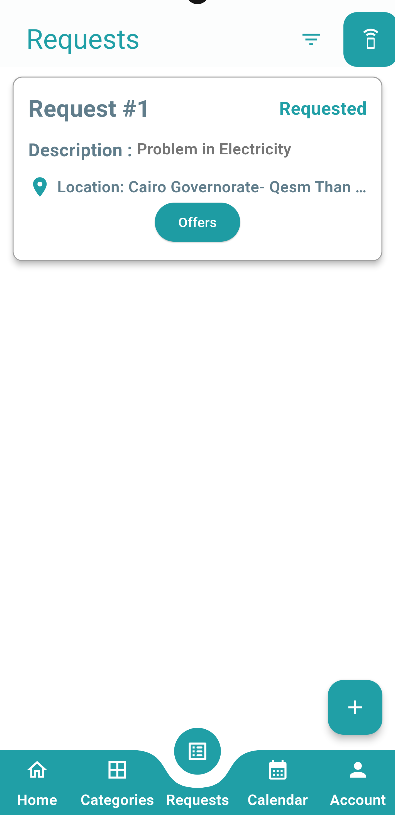 Requests
Request #1
Requested
Description : Problem in Electricity
Location: Cairo Governorate- Qesm Than ...
Offers
Home
Categories
Requests
Calendar
Account